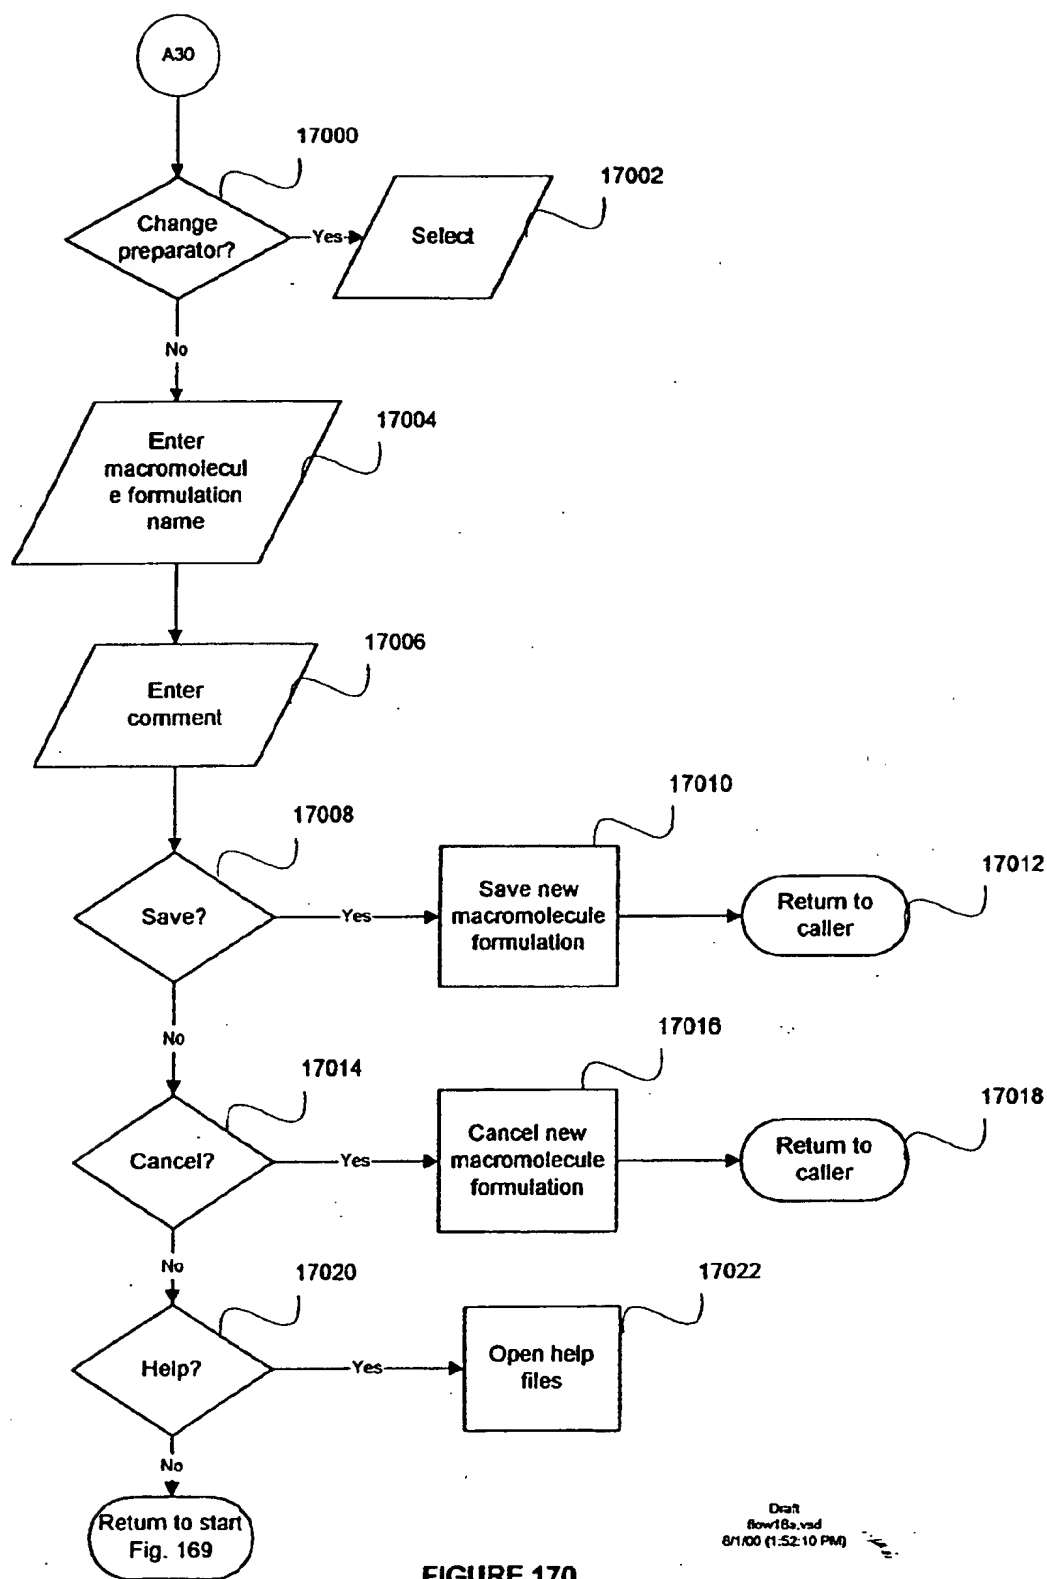 A30
17000
Change
preparator?
Yes
17002
Select
No
17004
Enter
macromolecul
e formulation
name
17006
Enter
comment
17008
Save?
Yes
17010
Save new
macromolecule
formulation
17012
Return to
caller
No
17014
Cancel?
Yes
17016
Cancel new
macromolecule
formulation
17018
Return to
caller
No
17020
Help?
Yes
17022
Open help
files
No
Return to start
Fig. 169
Draft
flow18a.vsd
8/1/00 (1:52:10 PM)
FIGURE 170